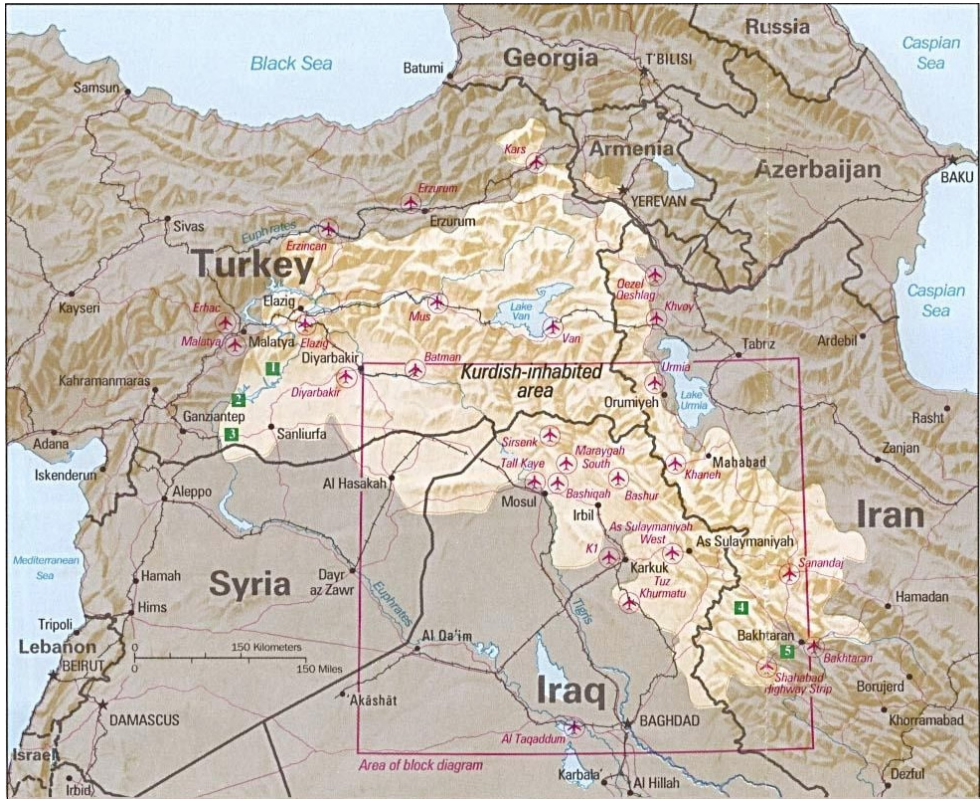 Russia
Caspian
Sea
Black Sea
Georgia
T'BILISI
Batumi
Samsun
Kars
Armenia
Azerbaijan
BAKU
YEREVAN
Erzurum
Erzurum
Sivas
Euphrates
Erzincan
Turkey
Oezel
Qeshlag
Caspian
Sea
Kayseri
Elazig
Mus
Lake
Van
Khvoy
Erhac
Malatya
Malatya
Elazig
Van
Ardebil
Tabriz
Diyarbakir
Batman
Kurdish-inhabited
area
Urmia
Kahramanmaras
1
Diyarbakir
Orumiyeh
Lake
Urmia
2
Rasht
Ganziantep
3
Sanliurfa
Adana
Sirsenk
Zanjan
Iskenderun
Maraygah
South
Mahabad
Khaneh
Al Hasakah
Tall Kaye
Bashiqah
Bashur
Aleppo
Mosul
Irbil
Iran
As Sulaymaniyah
West
As Sulaymaniyah
Mediterranean
Sea
K1
Karkuk
Sanandaj
Hamah
Syria
Dayr
az Zawr
Tuz
Khurmatu
Hamadan
Hims
Euphrates
Tigris
4
Tripoli
Al Qa'im
Bakhtaran
Lebanon
0
150 Kilometers
5
Bakhtaran
BEIRUT
0
150 Miles
Shahabad
Highway Strip
Borujerd
Iraq
'Akāshāt
DAMASCUS
BAGHDAD
Khorramabad
Al Taqaddum
Israel
Area of block diagram
Karbala'
Al Hillah
Dezful
Irbid